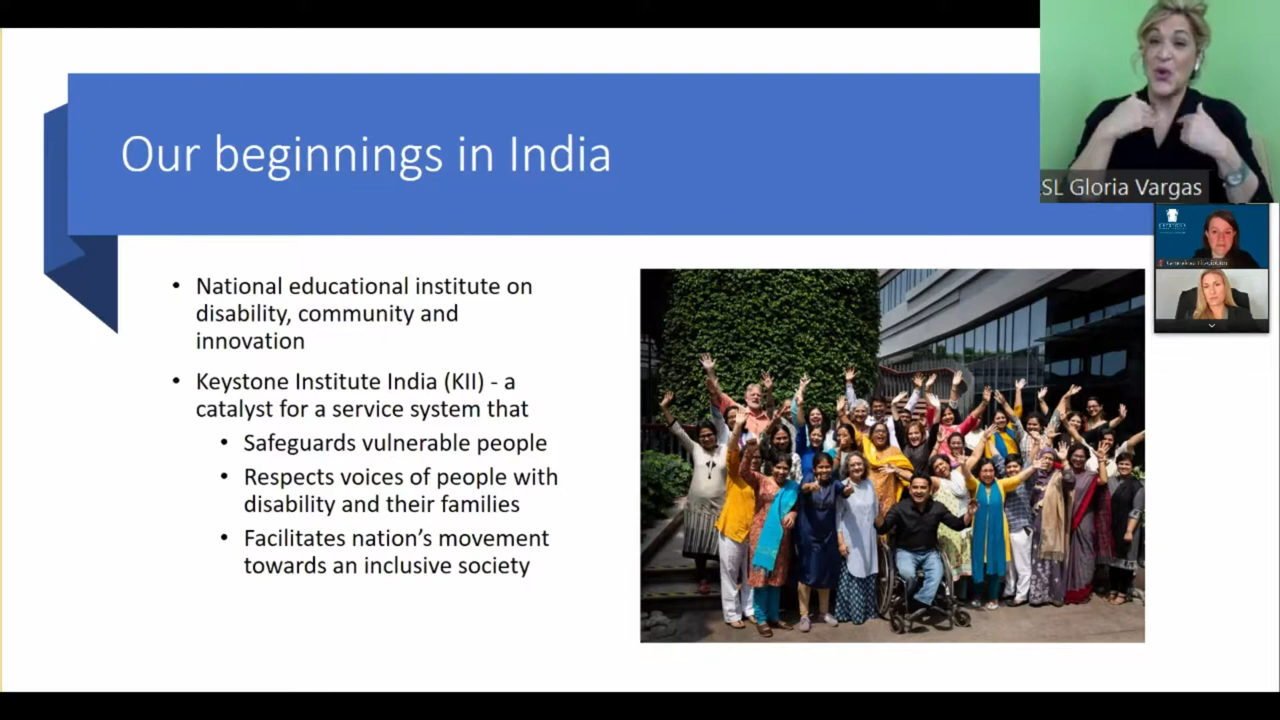 Our beginnings in India
SL Gloria Vargas
• National educational institute on
disability, community and
innovation
• Keystone Institute India (KII) - a
catalyst for a service system that
• Safeguards vulnerable people
• Respects voices of people with
disability and their families
• Facilitates nation’s movement
towards an inclusive society